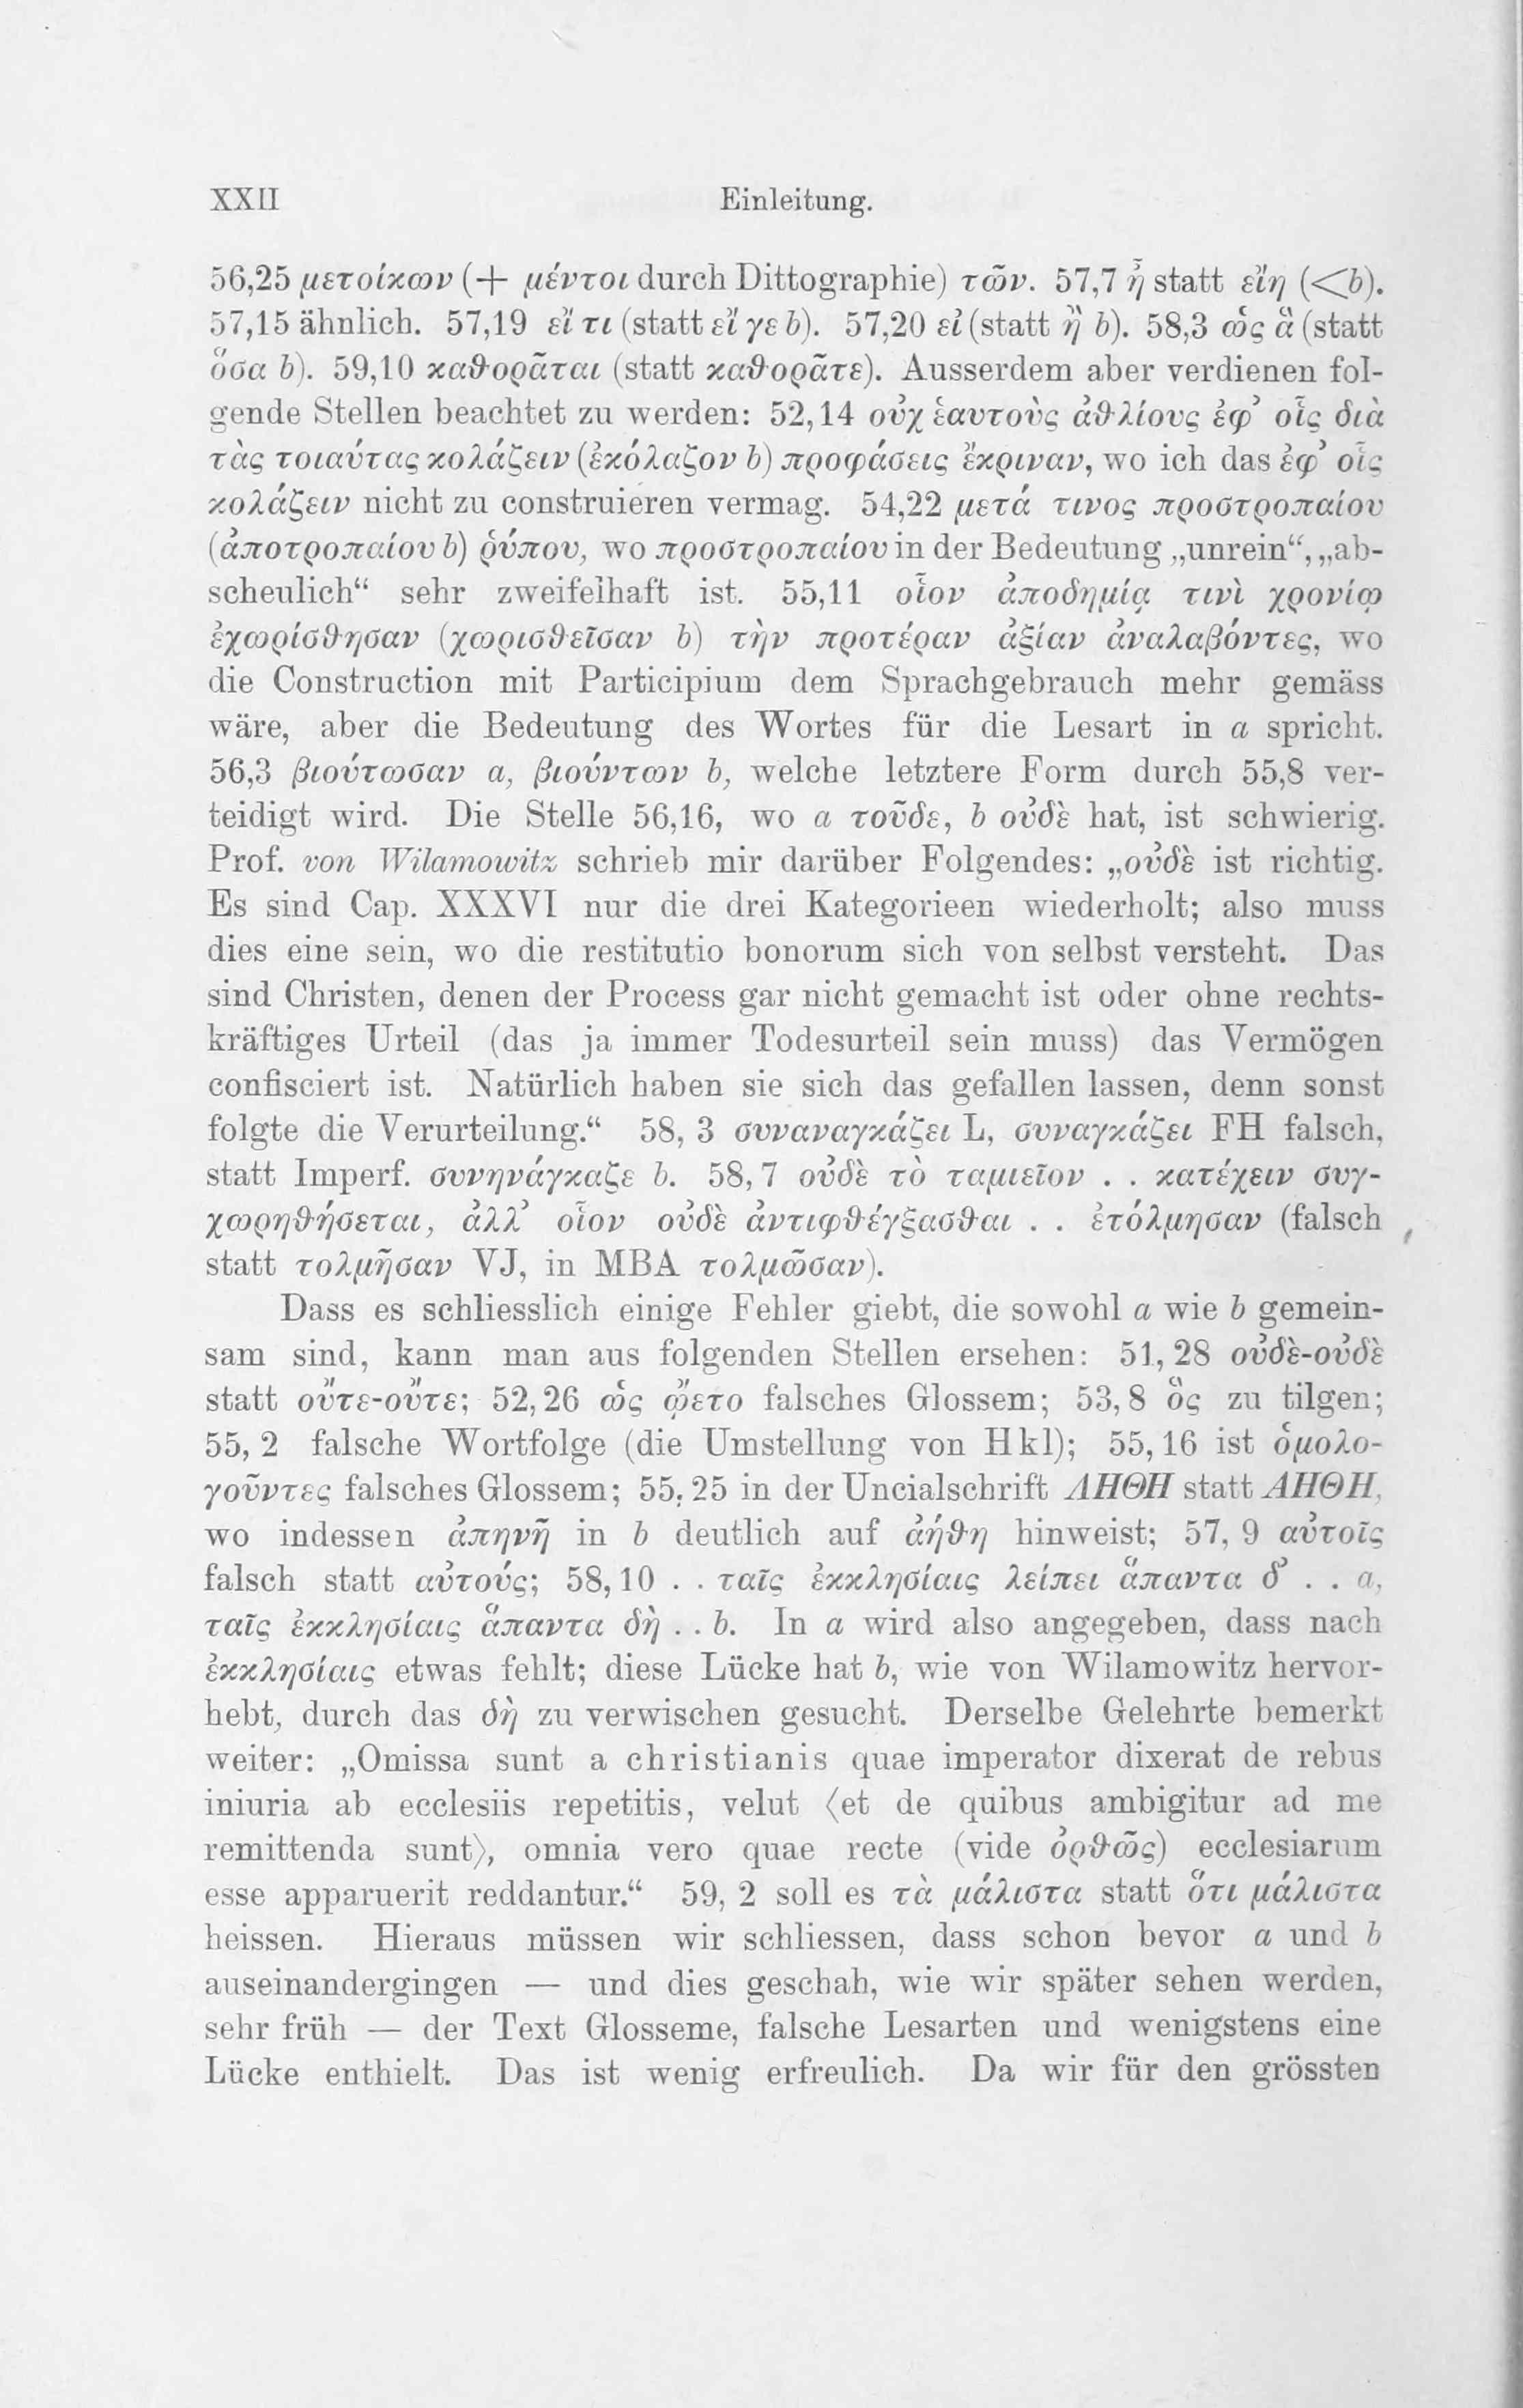 XXII Einleitung.
56,25 μετοίκων (+ μέντοι durch Dittographie) τῶν. 57,7 ᾖ statt εἴη (<b).
57,15 ähnlich. 57,19 εἴ τι (statt εἴ γε b). 57,20 εἰ (statt ἢ b). 58,3 ὡς ἃ (statt
ὅσα b). 59,10 καθορᾶται (statt καθορᾶτε). Ausserdem aber verdienen fol-
gende Stellen beachtet zu werden: 52,14 οὐχ ἑαυτοὺς ἀθλίους ἐφ’ οἷς διὰ
τὰς τοιαύτας κολάζειν (ἐκόλαζον b) προφάσεις ἔκριναν, wo ich das ἐφ’ οἷς
κολάζειν nicht zu construieren vermag. 54,22 μετά τινος προστροπαίου
(ἀποτροπαίου b) ῥύπου, wo προστροπαίου in der Bedeutung „unrein“, „ab-
scheulich“ sehr zweifelhaft ist. 55,11 οἷον ἀποδημίᾳ τινὶ χρονίῳ
ἐχωρίσθησαν (χωρισθεῖσαν b) τὴν προτέραν ἀξίαν ἀναλαβόντες, wo
die Construction mit Participium dem Sprachgebrauch mehr gemäss
wäre, aber die Bedeutung des Wortes für die Lesart in a spricht.
56,3 βιούτωσαν a, βιούντων b, welche letztere Form durch 55,8 ver-
teidigt wird. Die Stelle 56,16, wo a τοῦδε, b οὐδὲ hat, ist schwierig.
Prof. von Wilamowitz schrieb mir darüber Folgendes: „οὐδὲ ist richtig.
Es sind Cap. XXXVI nur die drei Kategorieen wiederholt; also muss
dies eine sein, wo die restitutio bonorum sich von selbst versteht. Das
sind Christen, denen der Process gar nicht gemacht ist oder ohne rechts-
kräftiges Urteil (das ja immer Todesurteil sein muss) das Vermögen
confisciert ist. Natürlich haben sie sich das gefallen lassen, denn sonst
folgte die Verurteilung.“ 58, 3 συναναγκάζει L, συναγκάζει FH falsch,
statt Imperf. συνηνάγκαζε b. 58,7 οὐδὲ τὸ ταμιεῖον . . κατέχειν συγ-
χωρηθήσεται, ἀλλ’ οἷον οὐδὲ ἀντιφθέγξασθαι . . ἐτόλμησαν (falsch
statt τολμῆσαν VJ, in MBA τολμῶσαν).
Dass es schliesslich einige Fehler giebt, die sowohl a wie b gemein-
sam sind, kann man aus folgenden Stellen ersehen: 51, 28 οὐδὲ-οὐδὲ
statt οὔτε-οὔτε; 52, 26 ὡς ᾤετο falsches Glossem; 53, 8 ὃς zu tilgen;
55, 2 falsche Wortfolge (die Umstellung von Hkl); 55, 16 ist ὁμολο-
γοῦντες falsches Glossem; 55, 25 in der Uncialschrift ΛΗΘΗ statt ΑΗΘΗ,
wo indessen ἀπηνῆ in b deutlich auf ἀήθη hinweist; 57, 9 αὐτοῖς
falsch statt αὐτούς; 58, 10 . . ταῖς ἐκκλησίαις λείπει ἅπαντα δ’ . . a,
ταῖς ἐκκλησίαις ἅπαντα δὴ . . b. In a wird also angegeben, dass nach
ἐκκλησίαις etwas fehlt; diese Lücke hat b, wie von Wilamowitz hervor-
hebt, durch das δὴ zu verwischen gesucht. Derselbe Gelehrte bemerkt
weiter: „Omissa sunt a christianis quae imperator dixerat de rebus
iniuria ab ecclesiis repetitis, velut ⟨et de quibus ambigitur ad me
remittenda sunt⟩, omnia vero quae recte (vide ὀρθῶς) ecclesiarum
esse apparuerit reddantur.“ 59, 2 soll es τὰ μάλιστα statt ὅτι μάλιστα
heissen. Hieraus müssen wir schliessen, dass schon bevor a und b
auseinandergingen — und dies geschah, wie wir später sehen werden,
sehr früh — der Text Glosseme, falsche Lesarten und wenigstens eine
Lücke enthielt. Das ist wenig erfreulich. Da wir für den grössten